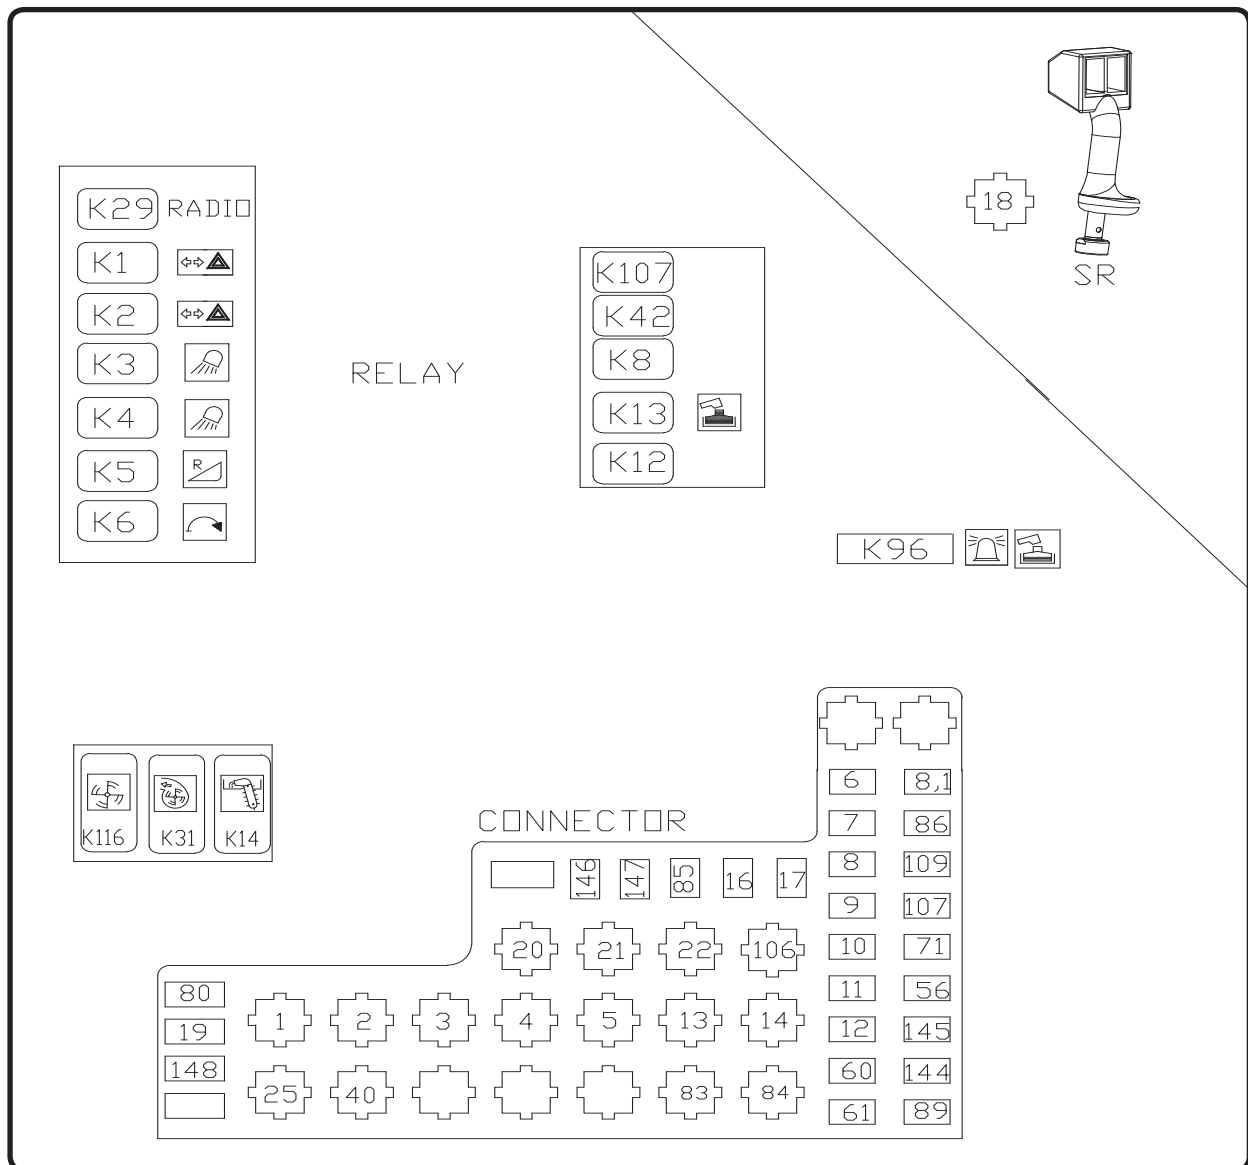 18
SR
K29 RADIO
K1
K2
K3
K4
K5
R
K6
RELAY
K107
K42
K8
K13
K12
K96
K116 K31 K14
CONNECTOR
146 147 85 16 17
20 21 22 106
80
19
148
1 2 3 4 5 13 14
25 40 83 84
6 8,1
7 86
8 109
9 107
10 71
11 56
12 145
60 144
61 89